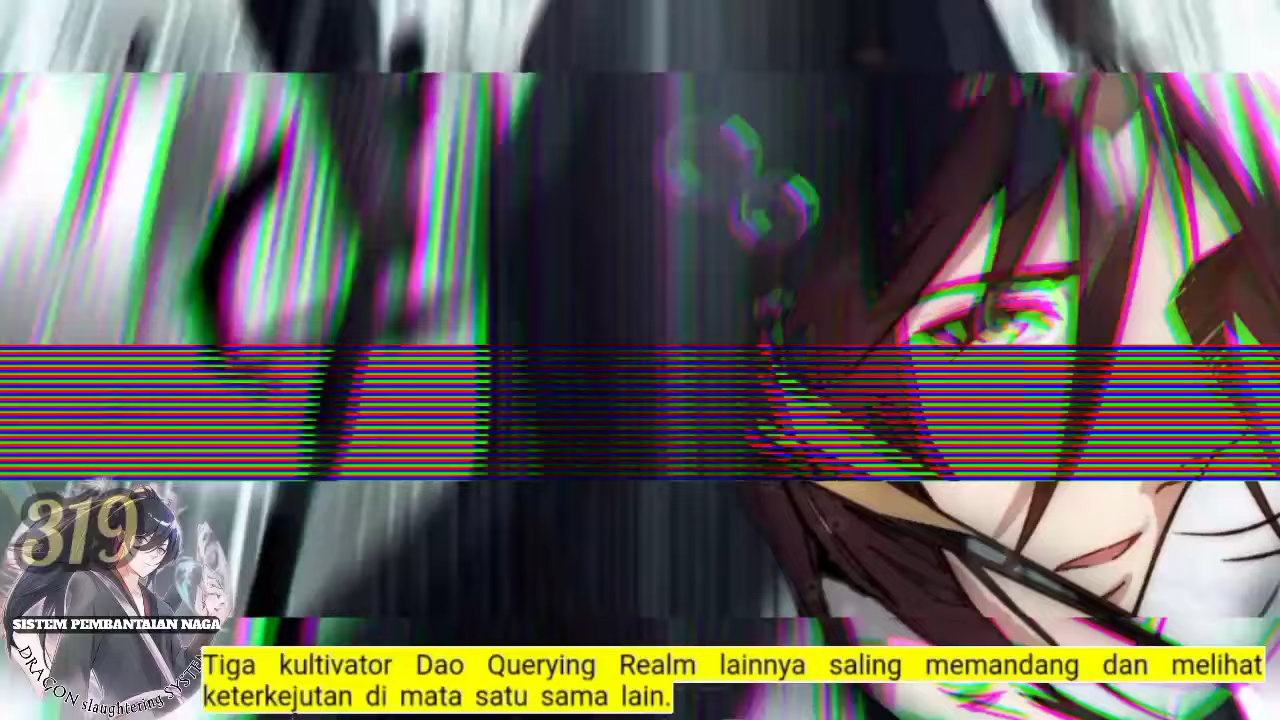 319
SISTEM PEMBANTAIAN NAGA
DRAGON slaughtering SYSTEM
Tiga kultivator Dao Querying Realm lainnya saling memandang dan melihat
keterkejutan di mata satu sama lain.